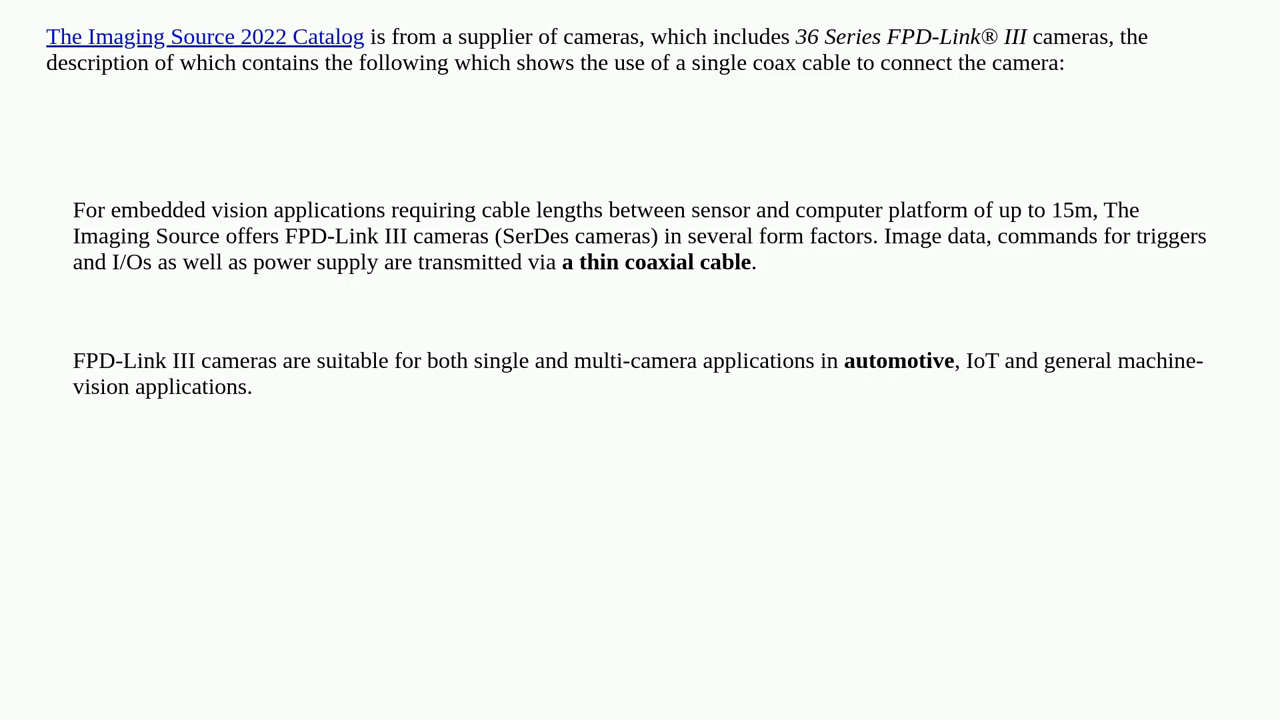 The Imaging Source 2022 Catalog is from a supplier of cameras, which includes 36 Series FPD-Link® III cameras, the
description of which contains the following which shows the use of a single coax cable to connect the camera:
For embedded vision applications requiring cable lengths between sensor and computer platform of up to 15m, The
Imaging Source offers FPD-Link III cameras (SerDes cameras) in several form factors. Image data, commands for triggers
and I/Os as well as power supply are transmitted via a thin coaxial cable.
FPD-Link III cameras are suitable for both single and multi-camera applications in automotive, IoT and general machine-
vision applications.